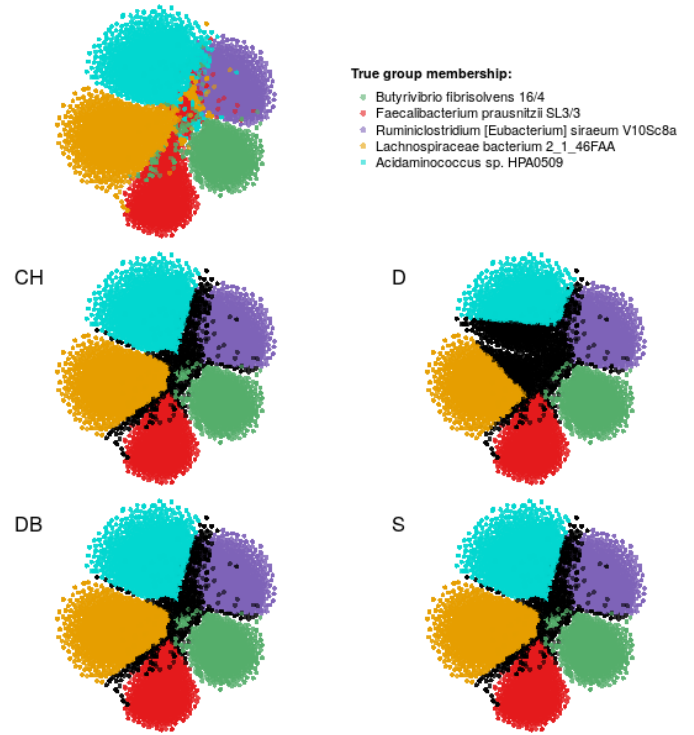 True group membership:
Butyrivibrio fibrisolvens 16/4
Faecalibacterium prausnitzii SL3/3
Ruminiclostridium [Eubacterium] siraeum V10Sc8a
Lachnospiraceae bacterium 2_1_46FAA
Acidaminococcus sp. HPA0509
CH
D
DB
S